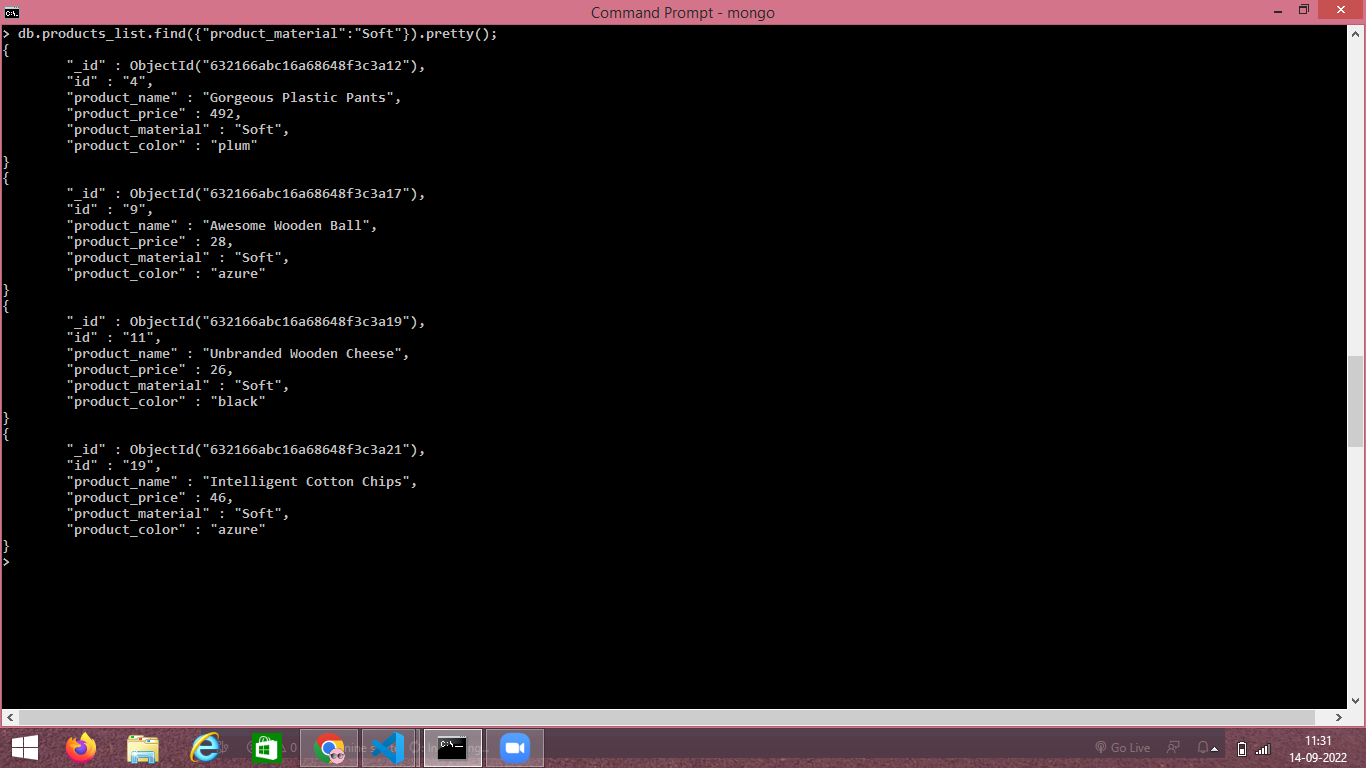 Command Prompt - mongo
> db.products_list.find({"product_material":"Soft"}).pretty();
{
        "_id" : ObjectId("632166abc16a68648f3c3a12"),
        "id" : "4",
        "product_name" : "Gorgeous Plastic Pants",
        "product_price" : 492,
        "product_material" : "Soft",
        "product_color" : "plum"
}
{
        "_id" : ObjectId("632166abc16a68648f3c3a17"),
        "id" : "9",
        "product_name" : "Awesome Wooden Ball",
        "product_price" : 28,
        "product_material" : "Soft",
        "product_color" : "azure"
}
{
        "_id" : ObjectId("632166abc16a68648f3c3a19"),
        "id" : "11",
        "product_name" : "Unbranded Wooden Cheese",
        "product_price" : 26,
        "product_material" : "Soft",
        "product_color" : "black"
}
{
        "_id" : ObjectId("632166abc16a68648f3c3a21"),
        "id" : "19",
        "product_name" : "Intelligent Cotton Chips",
        "product_price" : 46,
        "product_material" : "Soft",
        "product_color" : "azure"
}
>
0
Go Live
11:31
14-09-2022